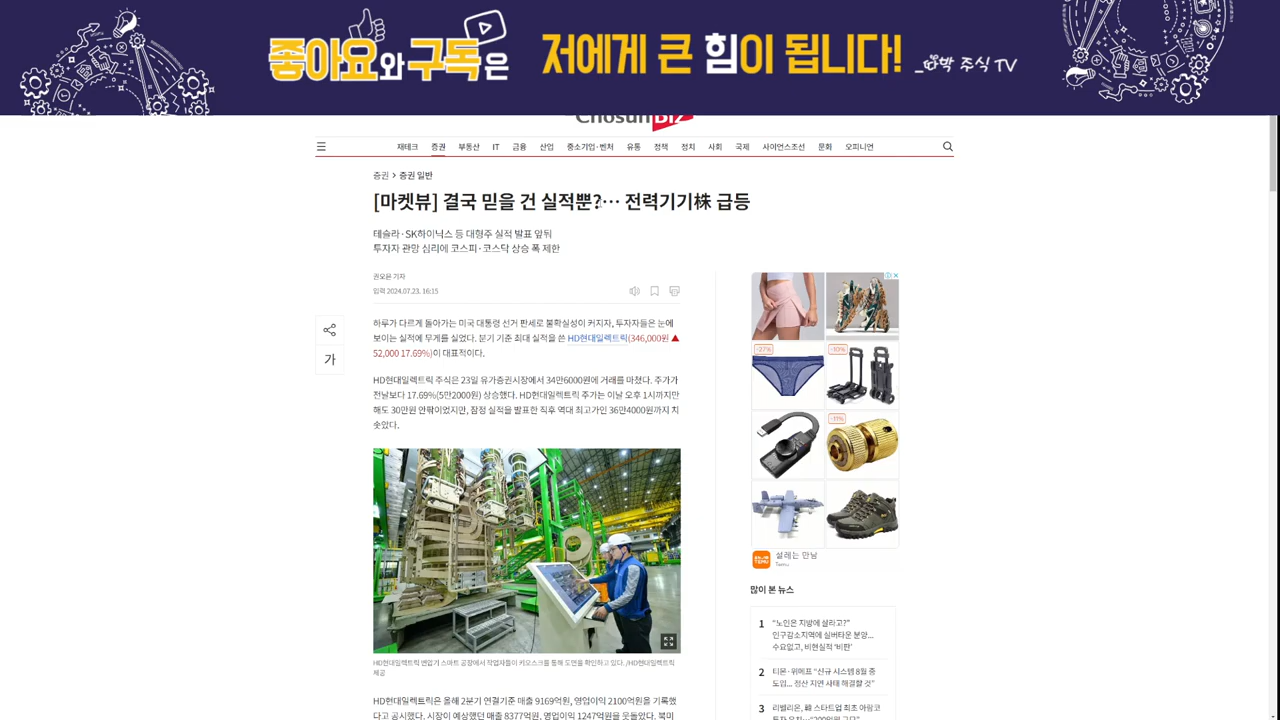 좋아요와구독은 저에게 큰 힘이 됩니다! _박 주식 TV
ChosunBiz
재테크 증권 부동산 IT 금융 산업 중소기업·벤처 유통 정책 정치 사회 국제 사이언스조선 문화 오피니언
증권 > 증권 일반
[마켓뷰] 결국 믿을 건 실적뿐?… 전력기기株 급등
테슬라·SK하이닉스 등 대형주 실적 발표 앞둬
투자자 관망 심리에 코스피·코스닥 상승 폭 제한
권오은 기자
입력 2024.07.23. 16:15
가
하루가 다르게 돌아가는 미국 대통령 선거 판세로 불확실성이 커지자, 투자자들은 눈에
보이는 실적에 무게를 실었다. 분기 기준 최대 실적을 쓴 HD현대일렉트릭(346,000원 ▲
52,000 17.69%)이 대표적이다.
HD현대일렉트릭 주식은 23일 유가증권시장에서 34만6000원에 거래를 마쳤다. 주가가
전날보다 17.69%(5만2000원) 상승했다. HD현대일렉트릭 주가는 이날 오후 1시까지만
해도 30만원 안팎이었지만, 잠정 실적을 발표한 직후 역대 최고가인 36만4000원까지 치
솟았다.
HD현대일렉트릭 변압기 스마트 공장에서 작업자들이 키오스크를 통해 도면을 확인하고 있다. /HD현대일렉트릭
제공
HD현대일렉트릭은 올해 2분기 연결기준 매출 9169억원, 영업이익 2100억원을 기록했
다고 공시했다. 시장이 예상했던 매출 8377억원, 영업이익 1247억원을 웃돌았다. 북미
-27%
-10%
-11%
TEMU
설레는 만남
Temu
많이 본 뉴스
1 “노인은 지방에 살라고?”
인구감소지역에 실버타운 분양...
수요없고, 비현실적 ‘비판’
2 티몬·위메프 “신규 시스템 8월 중
도입... 정산 지연 사태 해결할 것”
3 리벨리온, 韓 스타트업 최초 아람코